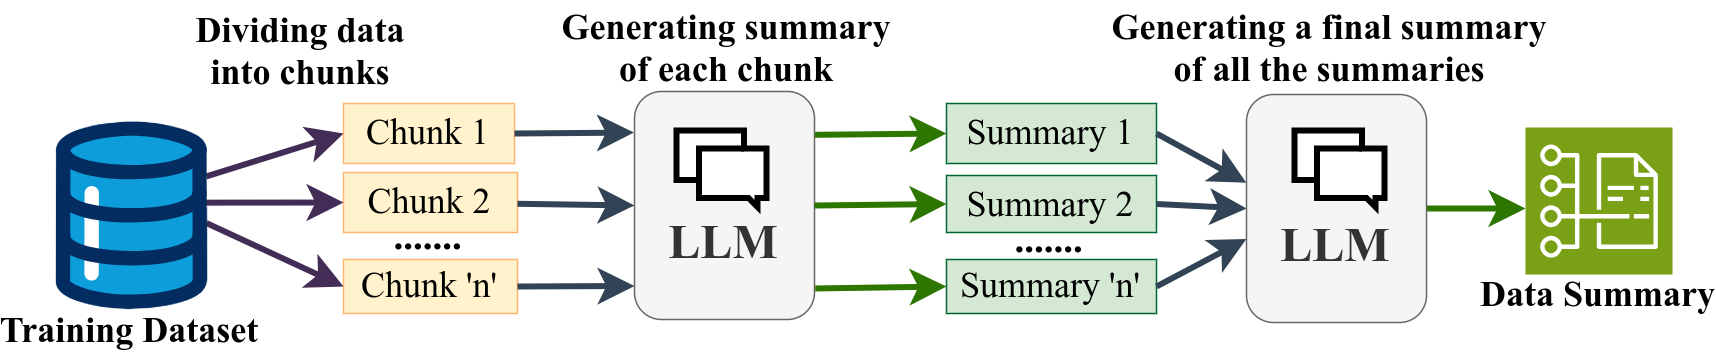 Dividing data
into chunks
Generating summary
of each chunk
Generating a final summary
of all the summaries
Chunk 1
Chunk 2
.......
Chunk 'n'
LLM
Summary 1
Summary 2
.......
Summary 'n'
LLM
Training Dataset
Data Summary